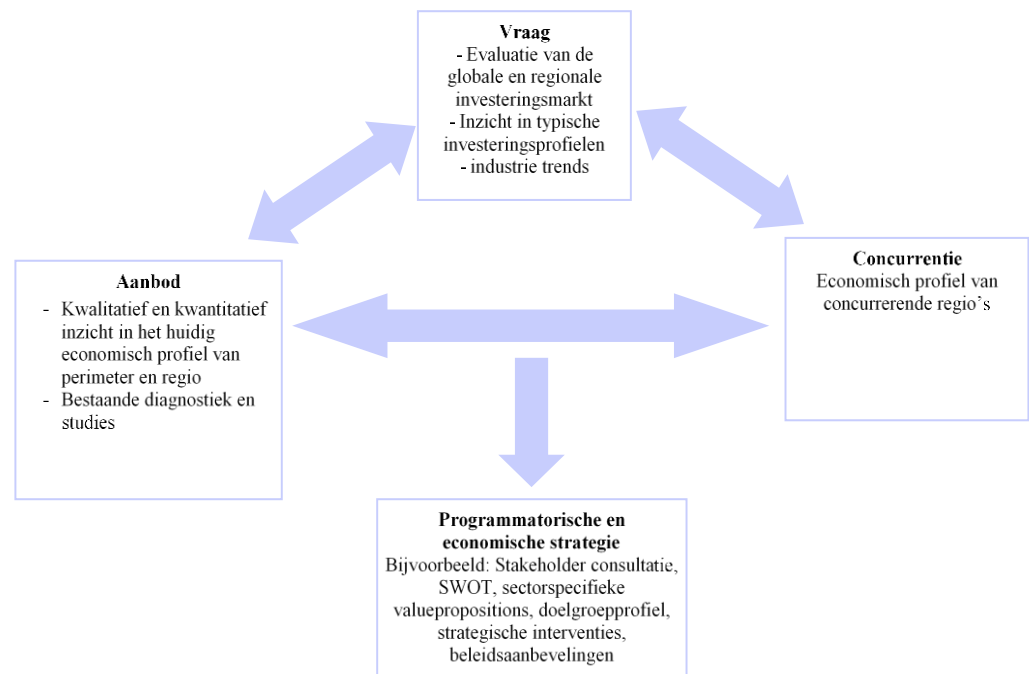 Vraag
- Evaluatie van de
globale en regionale
investeringsmarkt
- Inzicht in typische
investeringsprofielen
- industrie trends
Aanbod
- Kwalitatief en kwantitatief
inzicht in het huidig
economisch profiel van
perimeter en regio
- Bestaande diagnostiek en
studies
Concurrentie
Economisch profiel van
concurrerende regio’s
Programmatorische en
economische strategie
Bijvoorbeeld: Stakeholder consultatie,
SWOT, sectorspecifieke
valuepropositions, doelgroepprofiel,
strategische interventies,
beleidsaanbevelingen